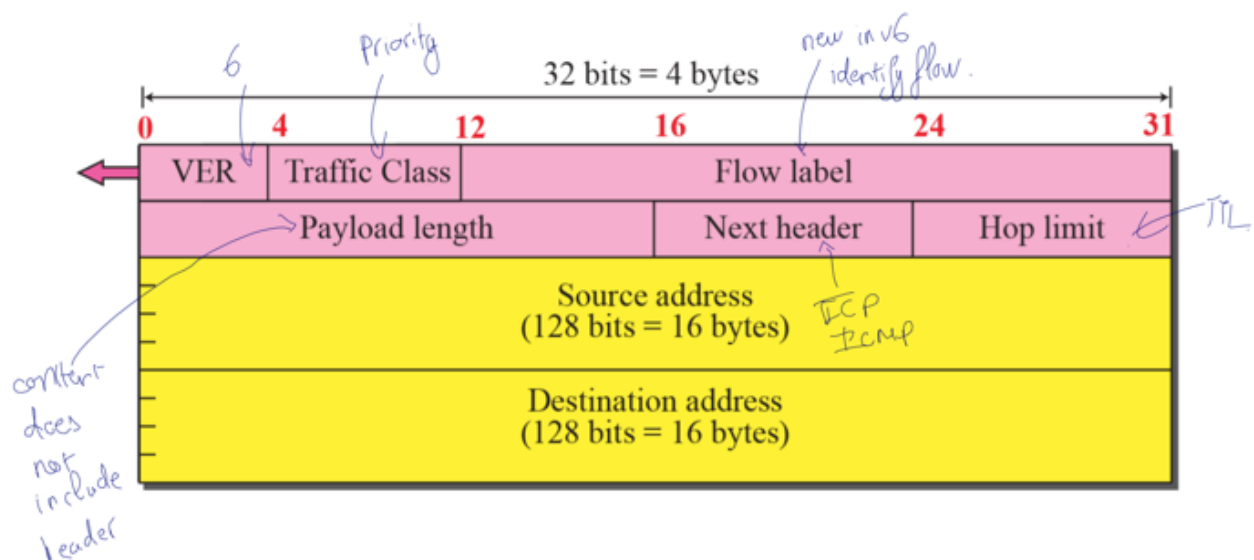 new in v6
6
Priority
identify flow.
32 bits = 4 bytes
0 4 12 16 24 31
VER Traffic Class Flow label
Payload length Next header Hop limit
TTL
Source address
(128 bits = 16 bytes)
TCP
ICMP
content
does
not
include
header
Destination address
(128 bits = 16 bytes)